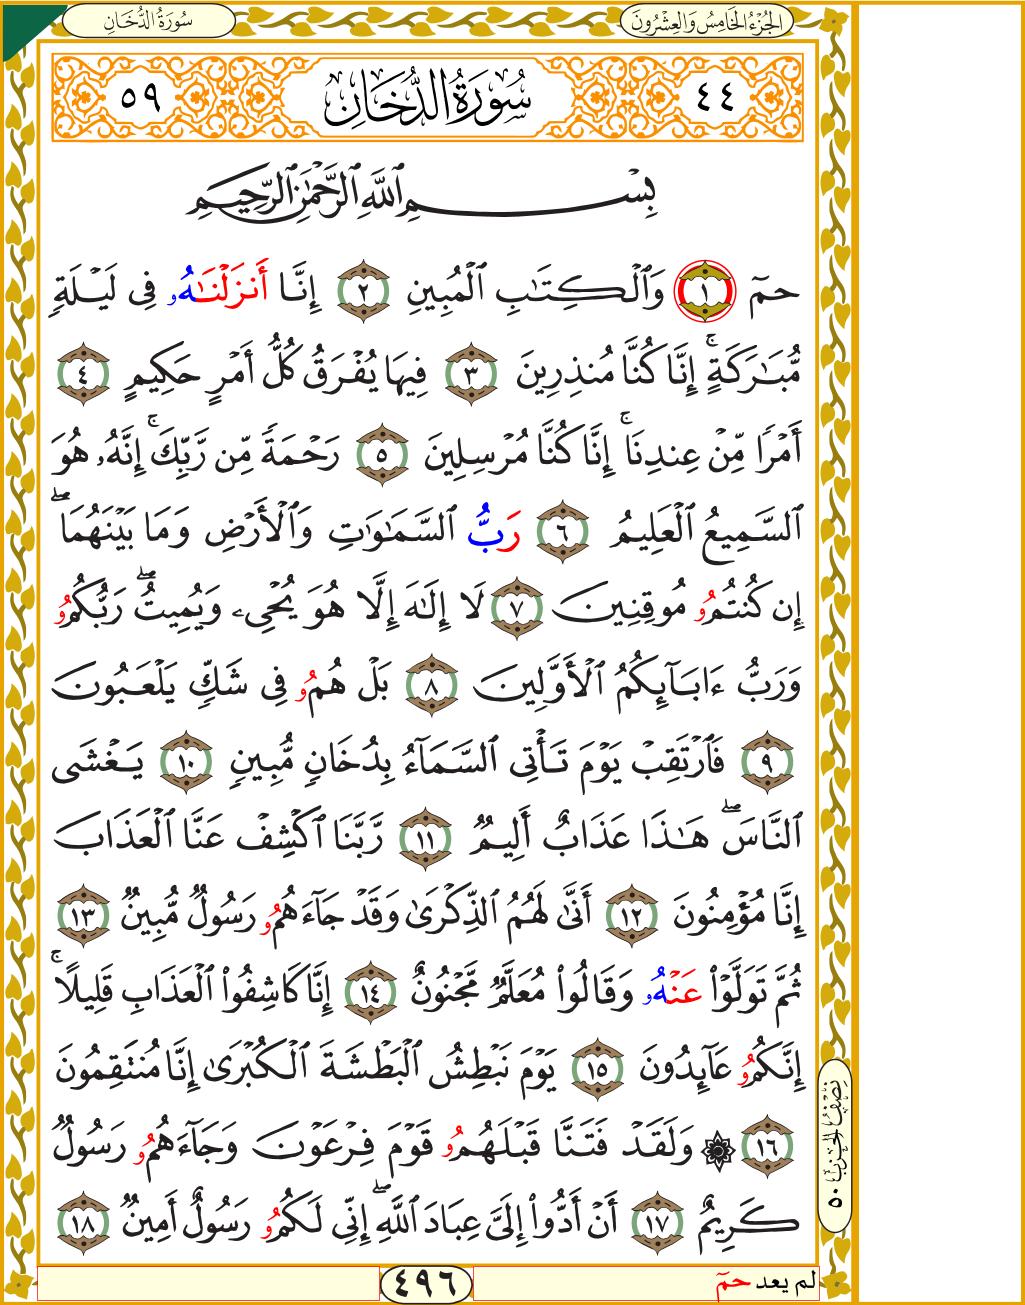 سُورَةُ الدُّخَانِ
الجُزْءُ الخَامِسُ وَالعِشْرُونَ
٤٤ سُورَةُ الدُّخَانِ ٥٩
بِسْمِ ٱللَّهِ ٱلرَّحْمَٰنِ ٱلرَّحِيمِ
حمٓ ١ وَٱلْكِتَٰبِ ٱلْمُبِينِ ٢ إِنَّا أَنزَلْنَٰهُۥ فِى لَيْلَةٍ
مُّبَٰرَكَةٍۚ إِنَّا كُنَّا مُنذِرِينَ ٣ فِيهَا يُفْرَقُ كُلُّ أَمْرٍ حَكِيمٍ ٤
أَمْرًا مِّنْ عِندِنَاۚ إِنَّا كُنَّا مُرْسِلِينَ ٥ رَحْمَةً مِّن رَّبِّكَۚ إِنَّهُۥ هُوَ
ٱلسَّمِيعُ ٱلْعَلِيمُ ٦ رَبُّ ٱلسَّمَٰوَٰتِ وَٱلْأَرْضِ وَمَا بَيْنَهُمَاۖ
إِن كُنتُمُۥ مُوقِنِينَ ٧ لَا إِلَٰهَ إِلَّا هُوَ يُحْىِۦ وَيُمِيتُۖ رَبُّكُمُۥ
وَرَبُّ ءَابَآئِكُمُ ٱلْأَوَّلِينَ ٨ بَلْ هُمُۥ فِى شَكٍّ يَلْعَبُونَ
٩ فَٱرْتَقِبْ يَوْمَ تَأْتِى ٱلسَّمَآءُ بِدُخَانٍ مُّبِينٍ ١٠ يَغْشَى
ٱلنَّاسَۖ هَٰذَا عَذَابٌ أَلِيمٌ ١١ رَّبَّنَا ٱكْشِفْ عَنَّا ٱلْعَذَابَ
إِنَّا مُؤْمِنُونَ ١٢ أَنَّىٰ لَهُمُ ٱلذِّكْرَىٰ وَقَدْ جَآءَهُمُۥ رَسُولٌ مُّبِينٌ ١٣
ثُمَّ تَوَلَّوْا۟ عَنْهُۥ وَقَالُوا۟ مُعَلَّمٌ مَّجْنُونٌ ١٤ إِنَّا كَاشِفُوا۟ ٱلْعَذَابِ قَلِيلًاۚ
إِنَّكُمُۥ عَآئِدُونَ ١٥ يَوْمَ نَبْطِشُ ٱلْبَطْشَةَ ٱلْكُبْرَىٰ إِنَّا مُنتَقِمُونَ
١٦ ۞ وَلَقَدْ فَتَنَّا قَبْلَهُمُۥ قَوْمَ فِرْعَوْنَ وَجَآءَهُمُۥ رَسُولٌ
كَرِيمٌ ١٧ أَنْ أَدُّوا۟ إِلَىَّ عِبَادَ ٱللَّهِۖ إِنِّى لَكُمُۥ رَسُولٌ أَمِينٌ ١٨
نِصْفُ الحِزْبِ ٥٠
لم يعد حمٓ
٤٩٦